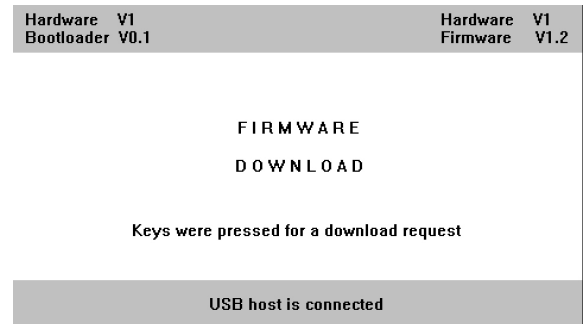 Hardware V1
Bootloader V0.1
Hardware V1
Firmware V1.2
FIRMWARE
DOWNLOAD
Keys were pressed for a download request
USB host is connected